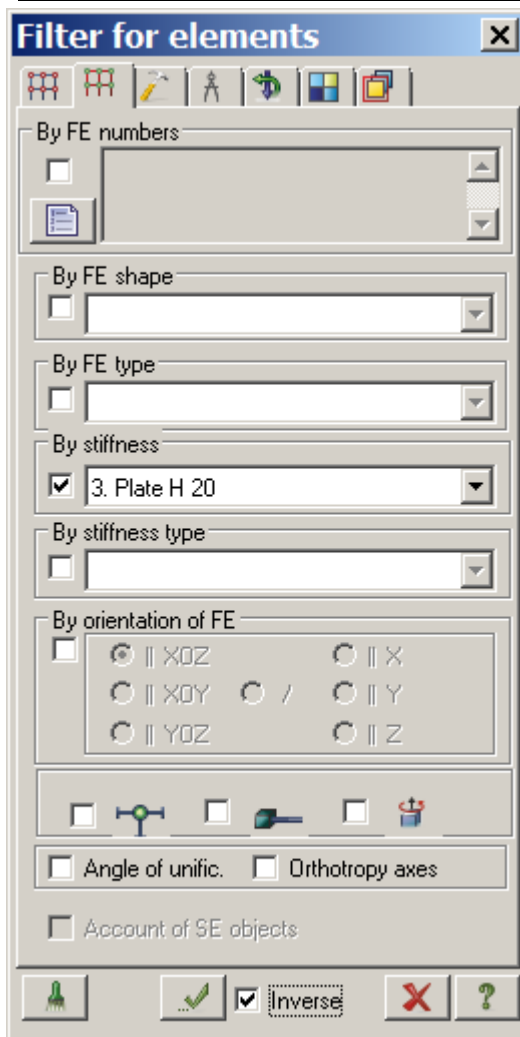 Filter for elements
By FE numbers
By FE shape
By FE type
By stiffness
3. Plate H 20
By stiffness type
By orientation of FE
|| XOZ || X
|| XOY / || Y
|| YOZ || Z
Angle of unific. Orthotropy axes
Account of SE objects
Inverse ?